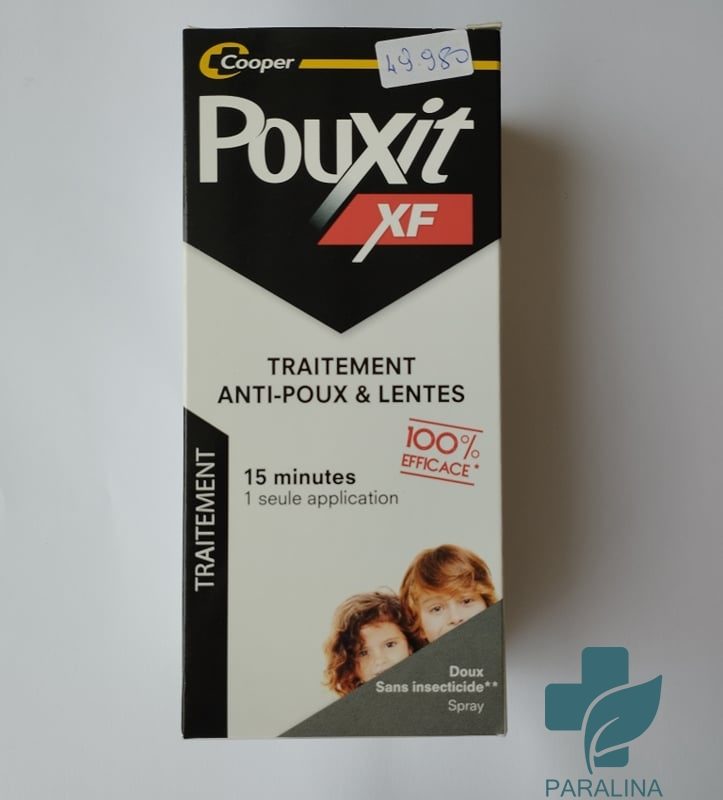 Cooper
49.980
Pouxit
XF
TRAITEMENT
ANTI-POUX & LENTES
100%
EFFICACE*
15 minutes
1 seule application
TRAITEMENT
Doux
Sans insecticide**
Spray
PARALINA